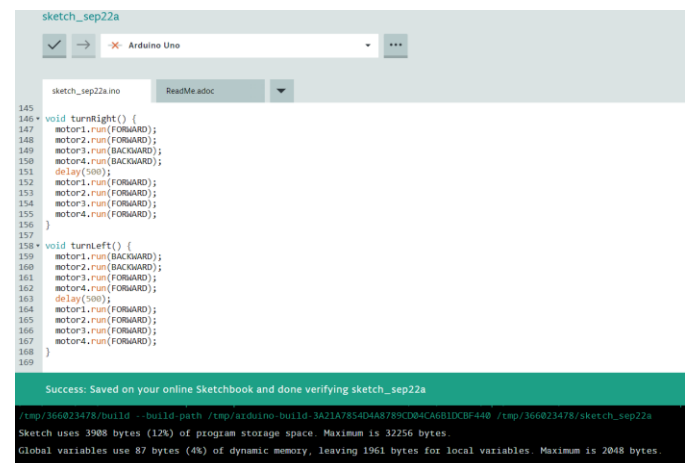 sketch_sep22a
Arduino Uno
sketch_sep22a.ino ReadMe.adoc
145
146 void turnRight() {
147 motor1.run(FORWARD);
148 motor2.run(FORWARD);
149 motor3.run(BACKWARD);
150 motor4.run(BACKWARD);
151 delay(500);
152 motor1.run(FORWARD);
153 motor2.run(FORWARD);
154 motor3.run(FORWARD);
155 motor4.run(FORWARD);
156 }
157
158 void turnLeft() {
159 motor1.run(BACKWARD);
160 motor2.run(BACKWARD);
161 motor3.run(FORWARD);
162 motor4.run(FORWARD);
163 delay(500);
164 motor1.run(FORWARD);
165 motor2.run(FORWARD);
166 motor3.run(FORWARD);
167 motor4.run(FORWARD);
168 }
169
Success: Saved on your online Sketchbook and done verifying sketch_sep22a
/tmp/366023478/build --build-path /tmp/arduino-build-3A21A7854D4A8789CD04CA6B1DCBF440 /tmp/366023478/sketch_sep22a
Sketch uses 3908 bytes (12%) of program storage space. Maximum is 32256 bytes.
Global variables use 87 bytes (4%) of dynamic memory, leaving 1961 bytes for local variables. Maximum is 2048 bytes.